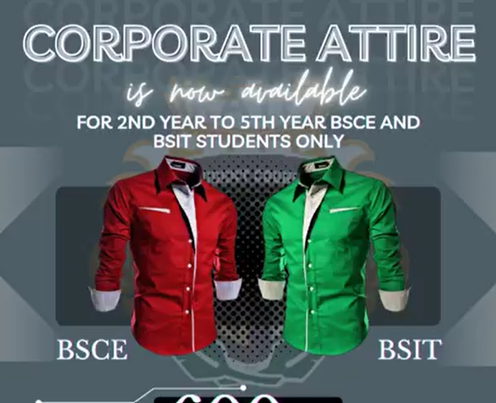 CORPORATE ATTIRE
is now available
FOR 2ND YEAR TO 5TH YEAR BSCE AND
BSIT STUDENTS ONLY
BSCE
BSIT